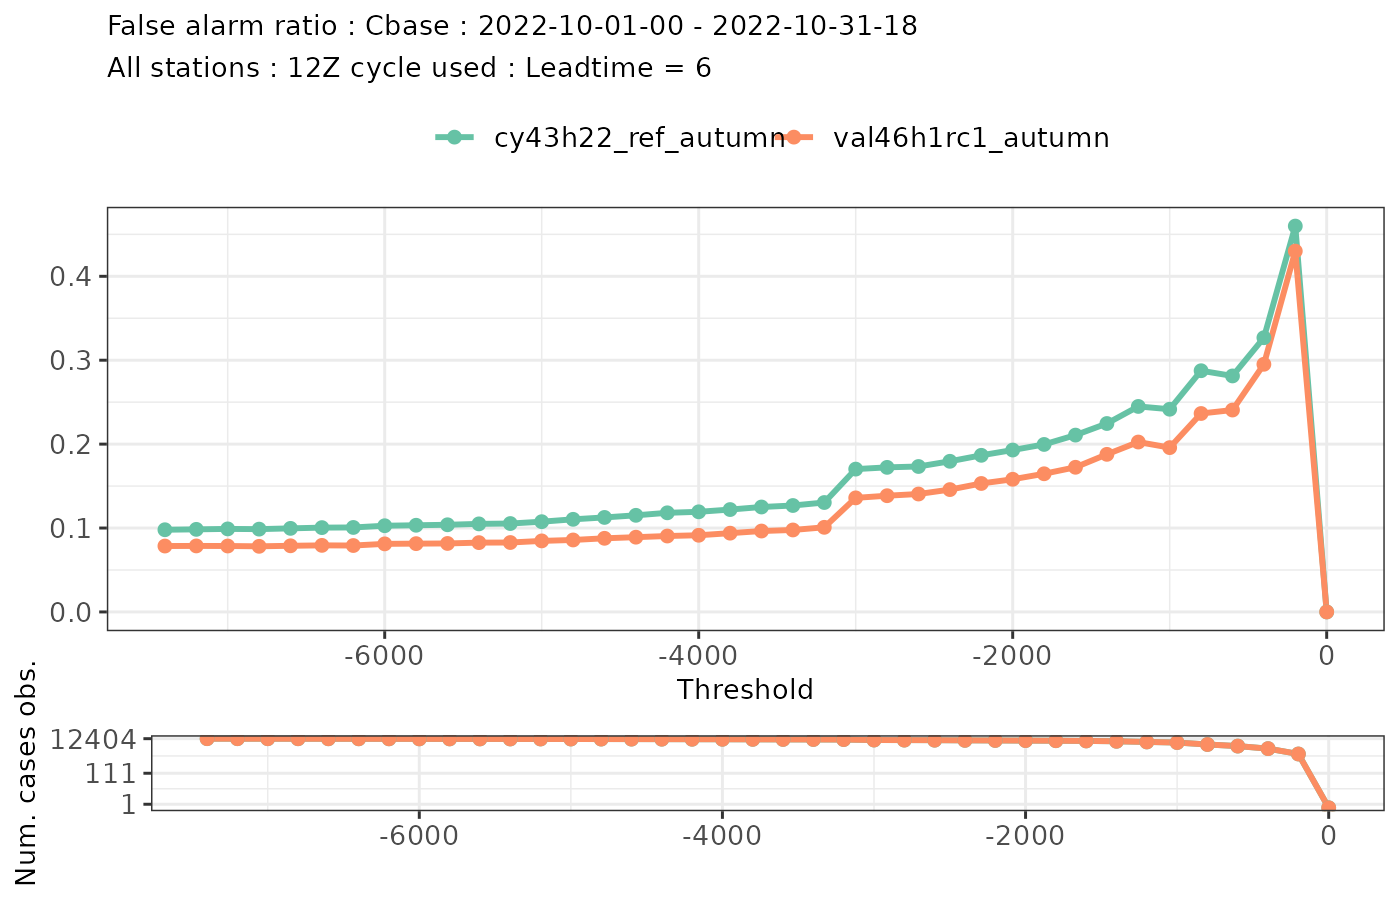 False alarm ratio : Cbase : 2022-10-01-00 - 2022-10-31-18
All stations : 12Z cycle used : Leadtime = 6
cy43h22_ref_autumn val46h1rc1_autumn
0.4
0.3
0.2
0.1
0.0
-6000 -4000 -2000 0
Threshold
Num. cases obs.
12404
111
1
-6000 -4000 -2000 0